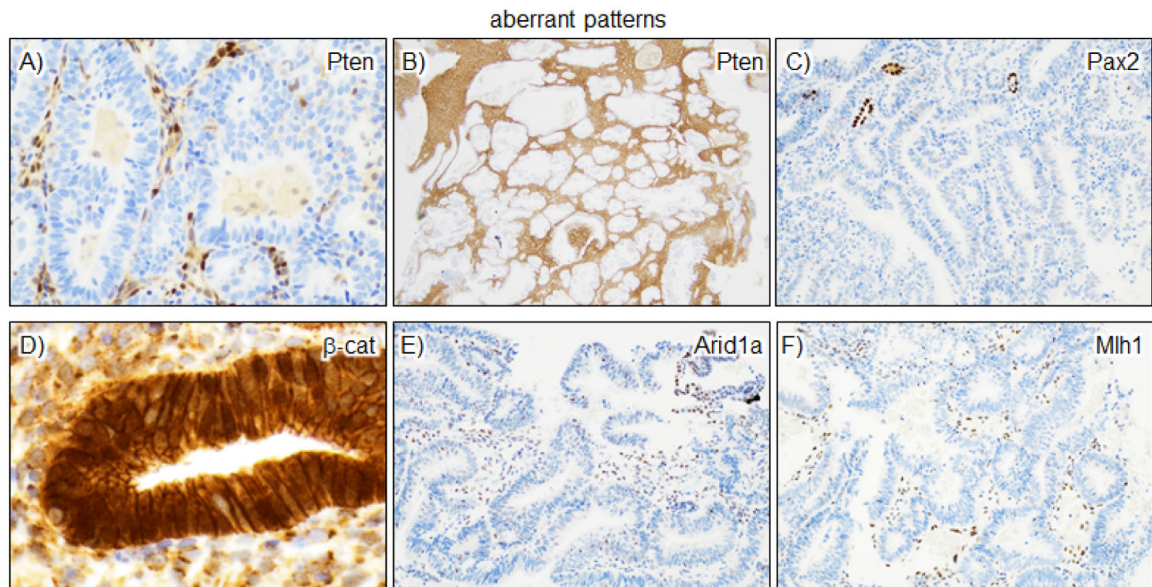 aberrant patterns
A) Pten
B) Pten
C) Pax2
D) β-cat
E) Arid1a
F) Mlh1